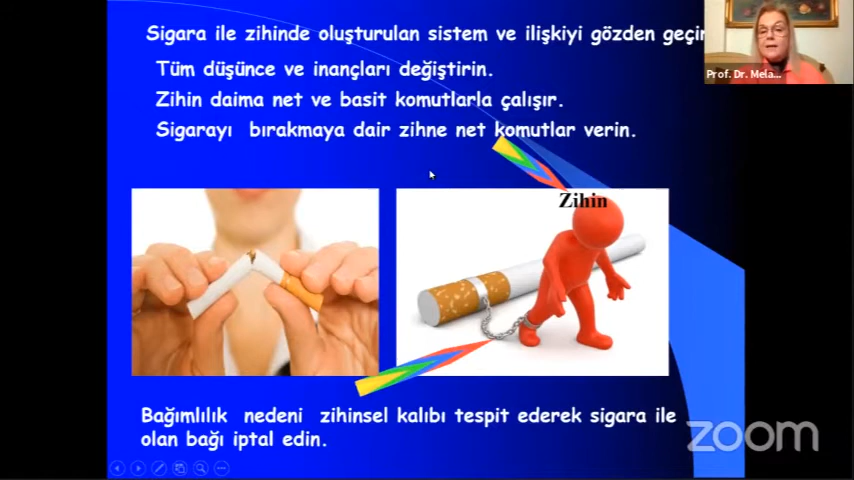 Sigara ile zihinde oluşturulan sistem ve ilişkiyi gözden geçir
Prof. Dr. Mela...
Tüm düşünce ve inançları değiştirin.
Zihin daima net ve basit komutlarla çalışır.
Sigarayı bırakmaya dair zihne net komutlar verin.
Zihin
Bağımlılık nedeni zihinsel kalıbı tespit ederek sigara ile
olan bağı iptal edin.
zoom